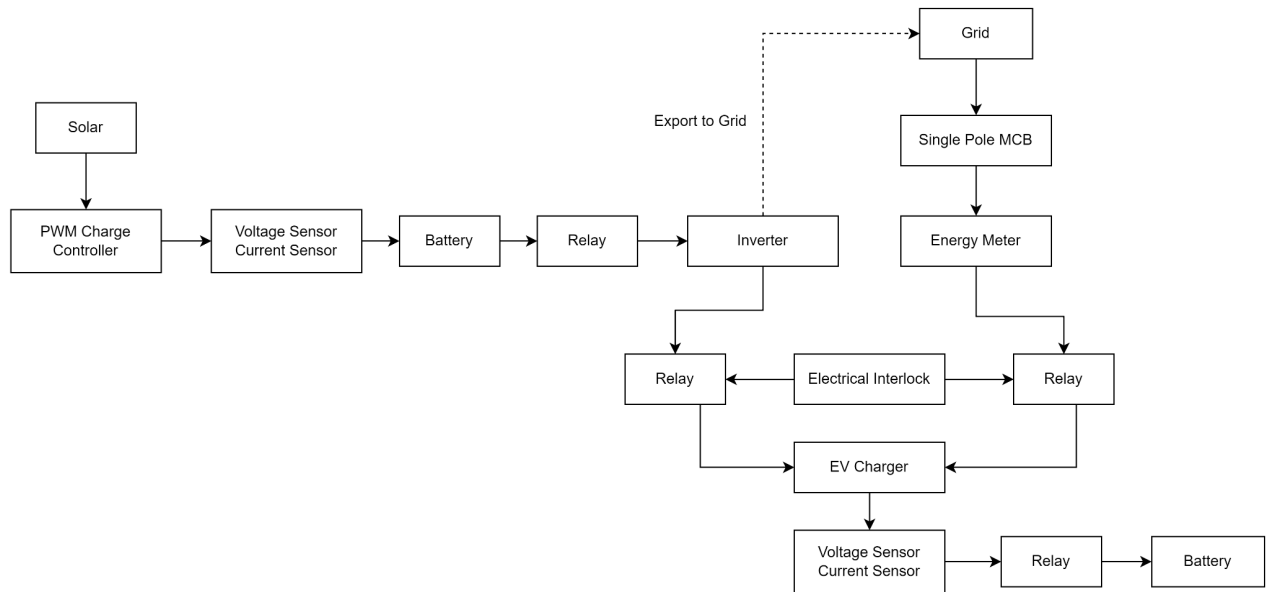 Grid
Export to Grid
Solar
Single Pole MCB
PWM Charge
Controller
Voltage Sensor
Current Sensor
Battery
Relay
Inverter
Energy Meter
Relay
Electrical Interlock
Relay
EV Charger
Voltage Sensor
Current Sensor
Relay
Battery